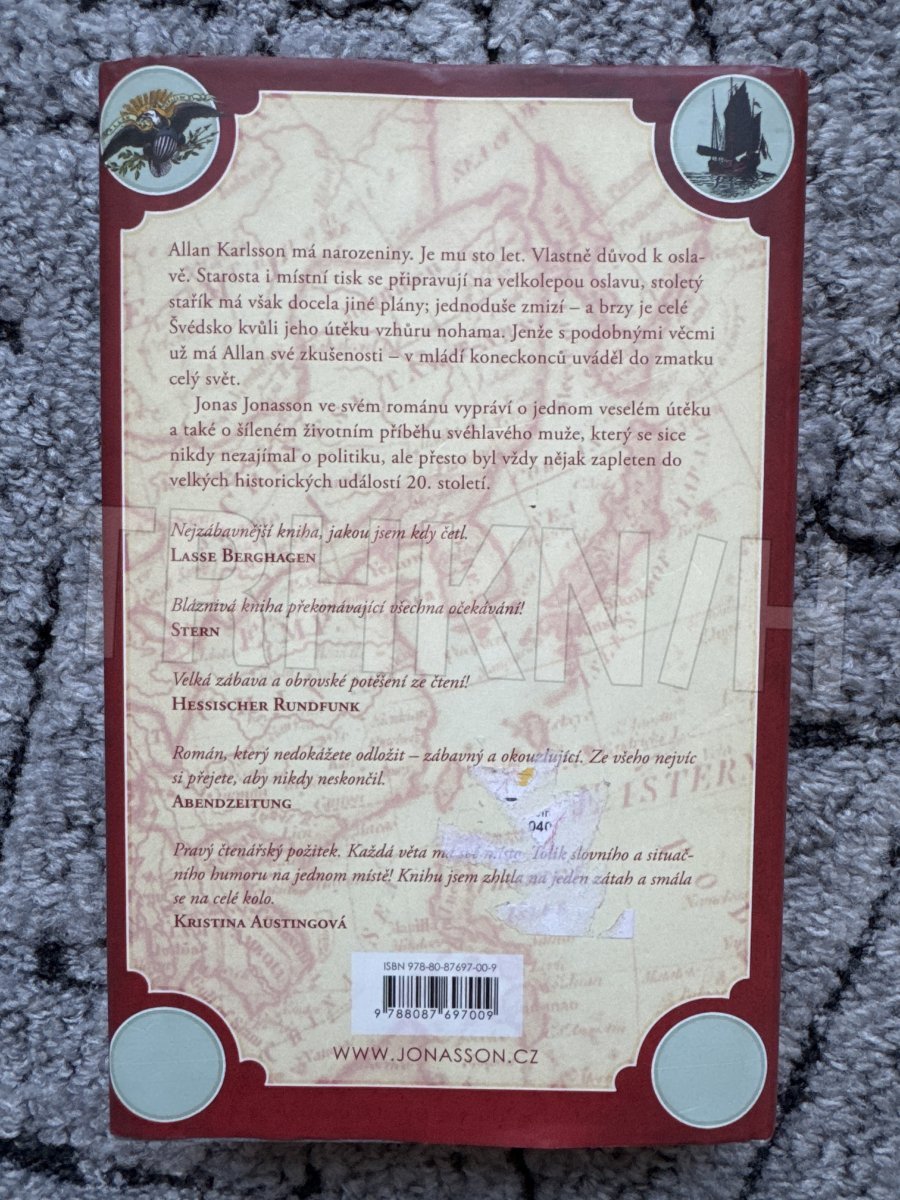 Allan Karlsson má narozeniny. Je mu sto let. Vlastně důvod k osla-
vě. Starosta i místní tisk se připravují na velkolepou oslavu, stoletý
stařík má však docela jiné plány; jednoduše zmizí – a brzy je celé
Švédsko kvůli jeho útěku vzhůru nohama. Jenže s podobnými věcmi
už má Allan své zkušenosti – v mládí koneckonců uváděl do zmatku
celý svět.
Jonas Jonasson ve svém románu vypráví o jednom veselém útěku
a také o šíleném životním příběhu svéhlavého muže, který se sice
nikdy nezajímal o politiku, ale přesto byl vždy nějak zapleten do
velkých historických událostí 20. století.
Nejzábavnější kniha, jakou jsem kdy četl.
LASSE BERGHAGEN
Bláznivá kniha překonávající všechna očekávání!
STERN
Velká zábava a obrovské potěšení ze čtení!
HESSISCHER RUNDFUNK
Román, který nedokážete odložit – zábavný a okouzlující. Ze všeho nejvíc
si přejete, aby nikdy neskončil.
ABENDZEITUNG
040
Pravý čtenářský požitek. Každá věta má své místo. Tolik slovního a situač-
ního humoru na jednom místě! Knihu jsem zhltla na jeden zátah a smála
se na celé kolo.
KRISTINA AUSTINGOVÁ
ISBN 978-80-87697-00-9
9 788087 697009
WWW.JONASSON.CZ
TRHKNIH